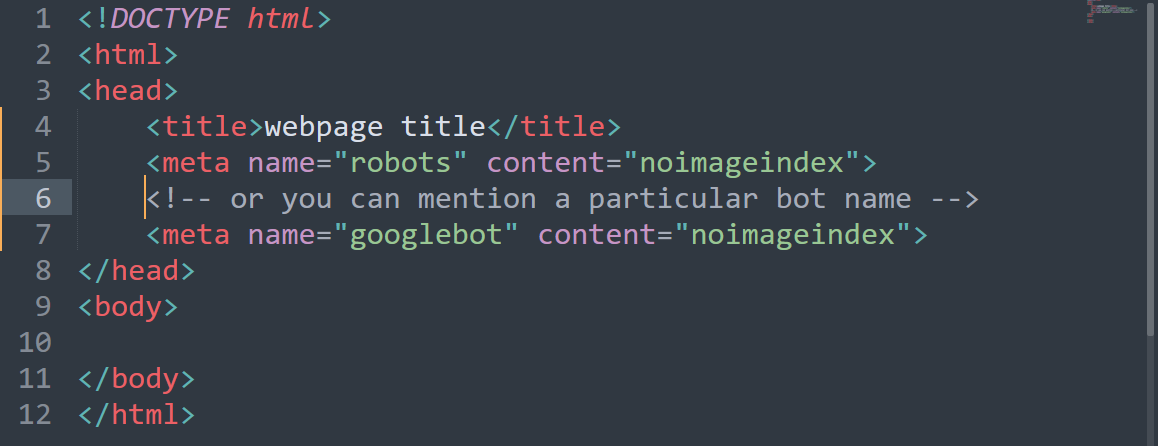 1 <!DOCTYPE html>
2 <html>
3 <head>
4     <title>webpage title</title>
5     <meta name="robots" content="noimageindex">
6     <!-- or you can mention a particular bot name -->
7     <meta name="googlebot" content="noimageindex">
8 </head>
9 <body>
10
11 </body>
12 </html>